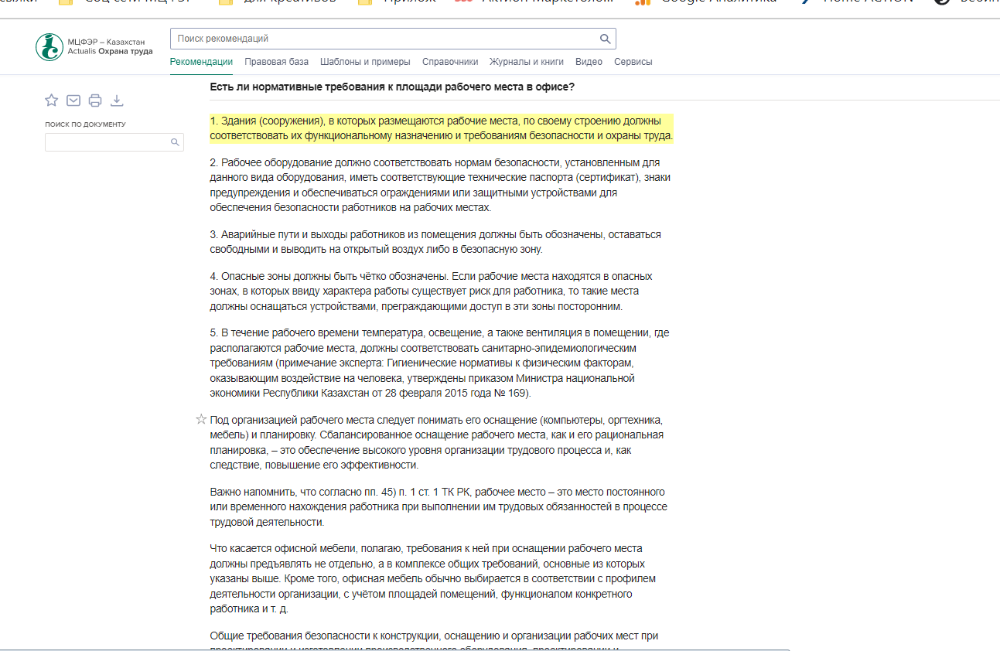 Соц сети МЦФЭР
для креативов
Прилож
Google Аналитика
Home ACTION
МЦФЭР – Казахстан
Actualis Охрана труда
Поиск рекомендаций
Рекомендации Правовая база Шаблоны и примеры Справочники Журналы и книги Видео Сервисы
Есть ли нормативные требования к площади рабочего места в офисе?
ПОИСК ПО ДОКУМЕНТУ
1. Здания (сооружения), в которых размещаются рабочие места, по своему строению должны
соответствовать их функциональному назначению и требованиям безопасности и охраны труда.
2. Рабочее оборудование должно соответствовать нормам безопасности, установленным для
данного вида оборудования, иметь соответствующие технические паспорта (сертификат), знаки
предупреждения и обеспечиваться ограждениями или защитными устройствами для
обеспечения безопасности работников на рабочих местах.
3. Аварийные пути и выходы работников из помещения должны быть обозначены, оставаться
свободными и выводить на открытый воздух либо в безопасную зону.
4. Опасные зоны должны быть чётко обозначены. Если рабочие места находятся в опасных
зонах, в которых ввиду характера работы существует риск для работника, то такие места
должны оснащаться устройствами, преграждающими доступ в эти зоны посторонним.
5. В течение рабочего времени температура, освещение, а также вентиляция в помещении, где
располагаются рабочие места, должны соответствовать санитарно-эпидемиологическим
требованиям (примечание эксперта: Гигиенические нормативы к физическим факторам,
оказывающим воздействие на человека, утверждены приказом Министра национальной
экономики Республики Казахстан от 28 февраля 2015 года № 169).
Под организацией рабочего места следует понимать его оснащение (компьютеры, оргтехника,
мебель) и планировку. Сбалансированное оснащение рабочего места, как и его рациональная
планировка, – это обеспечение высокого уровня организации трудового процесса и, как
следствие, повышение его эффективности.
Важно напомнить, что согласно пп. 45) п. 1 ст. 1 ТК РК, рабочее место – это место постоянного
или временного нахождения работника при выполнении им трудовых обязанностей в процессе
трудовой деятельности.
Что касается офисной мебели, полагаю, требования к ней при оснащении рабочего места
должны предъявлять не отдельно, а в комплексе общих требований, основные из которых
указаны выше. Кроме того, офисная мебель обычно выбирается в соответствии с профилем
деятельности организации, с учётом площадей помещений, функционалом конкретного
работника и т. д.
Общие требования безопасности к конструкции, оснащению и организации рабочих мест при
проектировании и изготовлении производственного оборудования, проектировании и